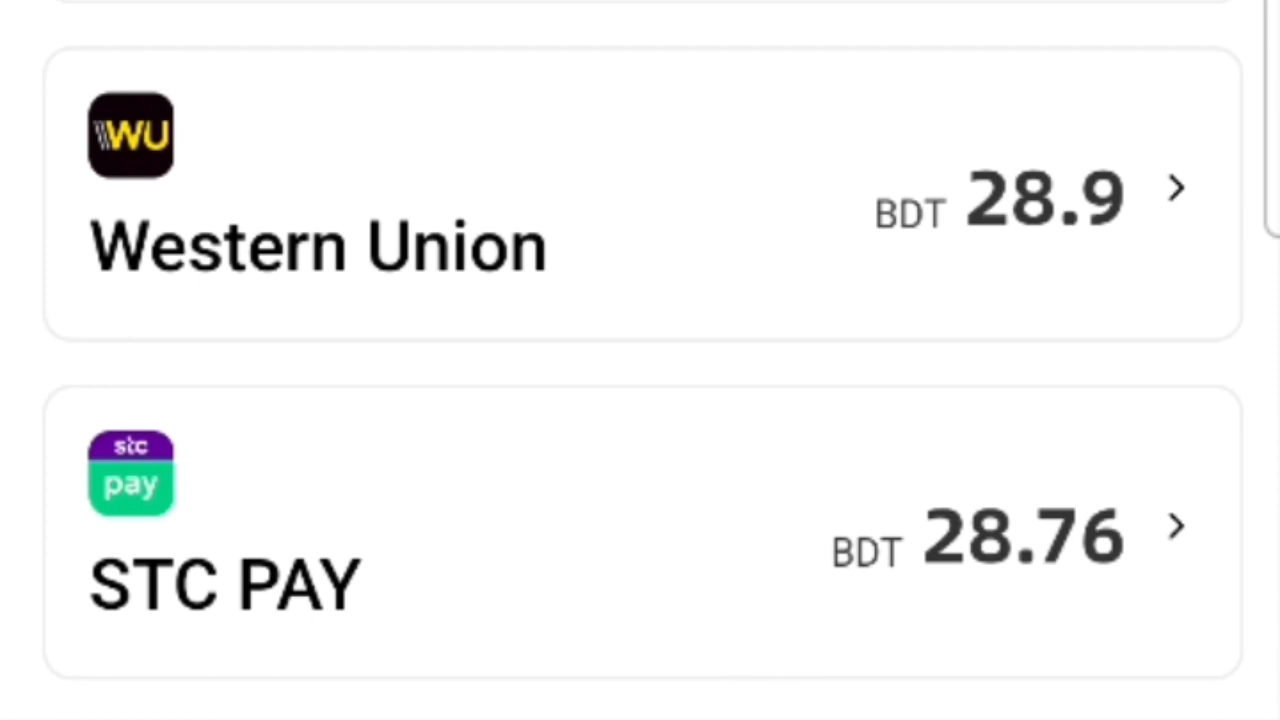 WU
Western Union
BDT 28.9
stc
pay
STC PAY
BDT 28.76